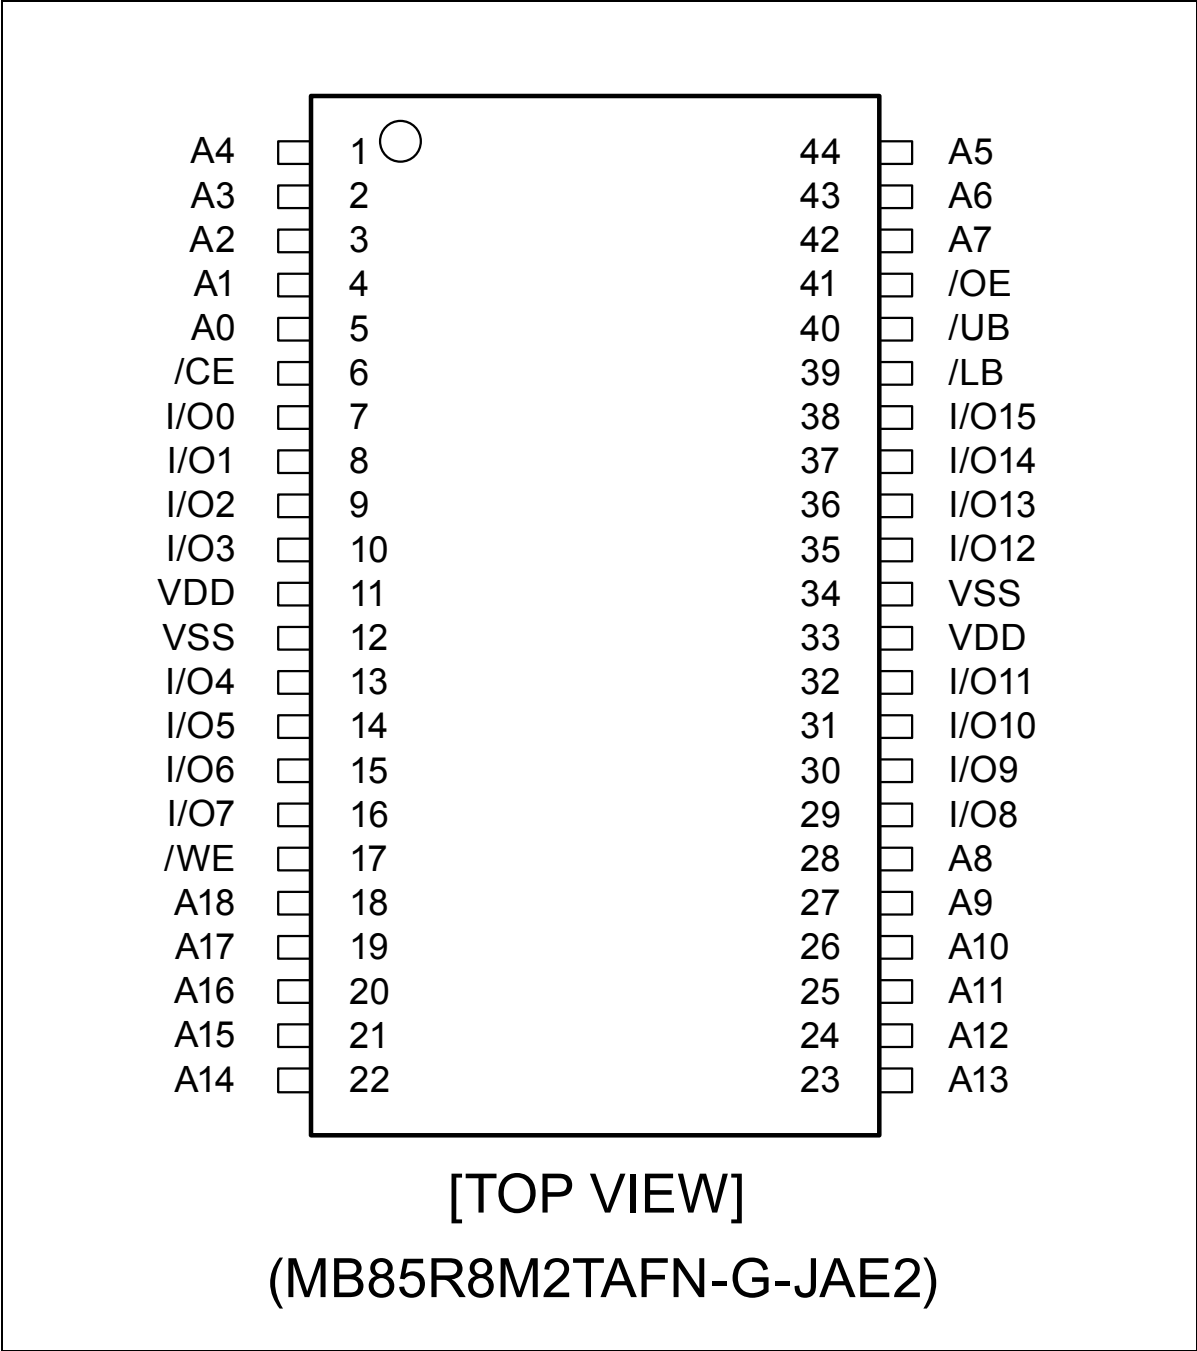 A4 1 44 A5
A3 2 43 A6
A2 3 42 A7
A1 4 41 /OE
A0 5 40 /UB
/CE 6 39 /LB
I/O0 7 38 I/O15
I/O1 8 37 I/O14
I/O2 9 36 I/O13
I/O3 10 35 I/O12
VDD 11 34 VSS
VSS 12 33 VDD
I/O4 13 32 I/O11
I/O5 14 31 I/O10
I/O6 15 30 I/O9
I/O7 16 29 I/O8
/WE 17 28 A8
A18 18 27 A9
A17 19 26 A10
A16 20 25 A11
A15 21 24 A12
A14 22 23 A13
[TOP VIEW]
(MB85R8M2TAFN-G-JAE2)